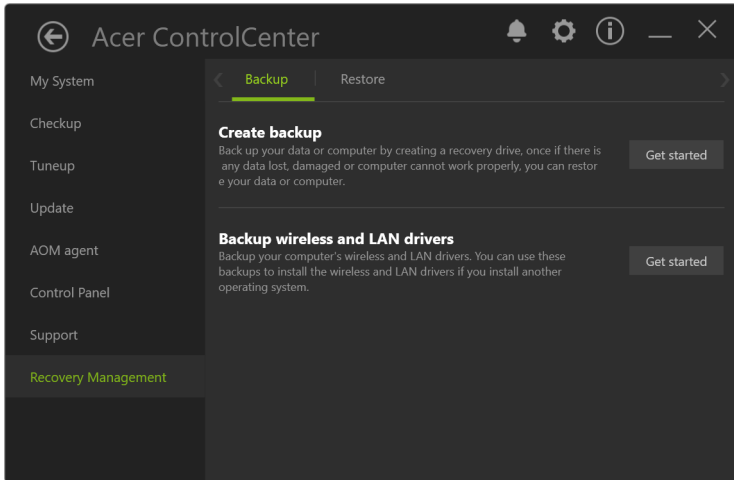 Acer ControlCenter
My System
Checkup
Tuneup
Update
AOM agent
Control Panel
Support
Recovery Management
Backup
Restore
Create backup
Back up your data or computer by creating a recovery drive, once if there is
any data lost, damaged or computer cannot work properly, you can restor
e your data or computer.
Get started
Backup wireless and LAN drivers
Backup your computer's wireless and LAN drivers. You can use these
backups to install the wireless and LAN drivers if you install another
operating system.
Get started